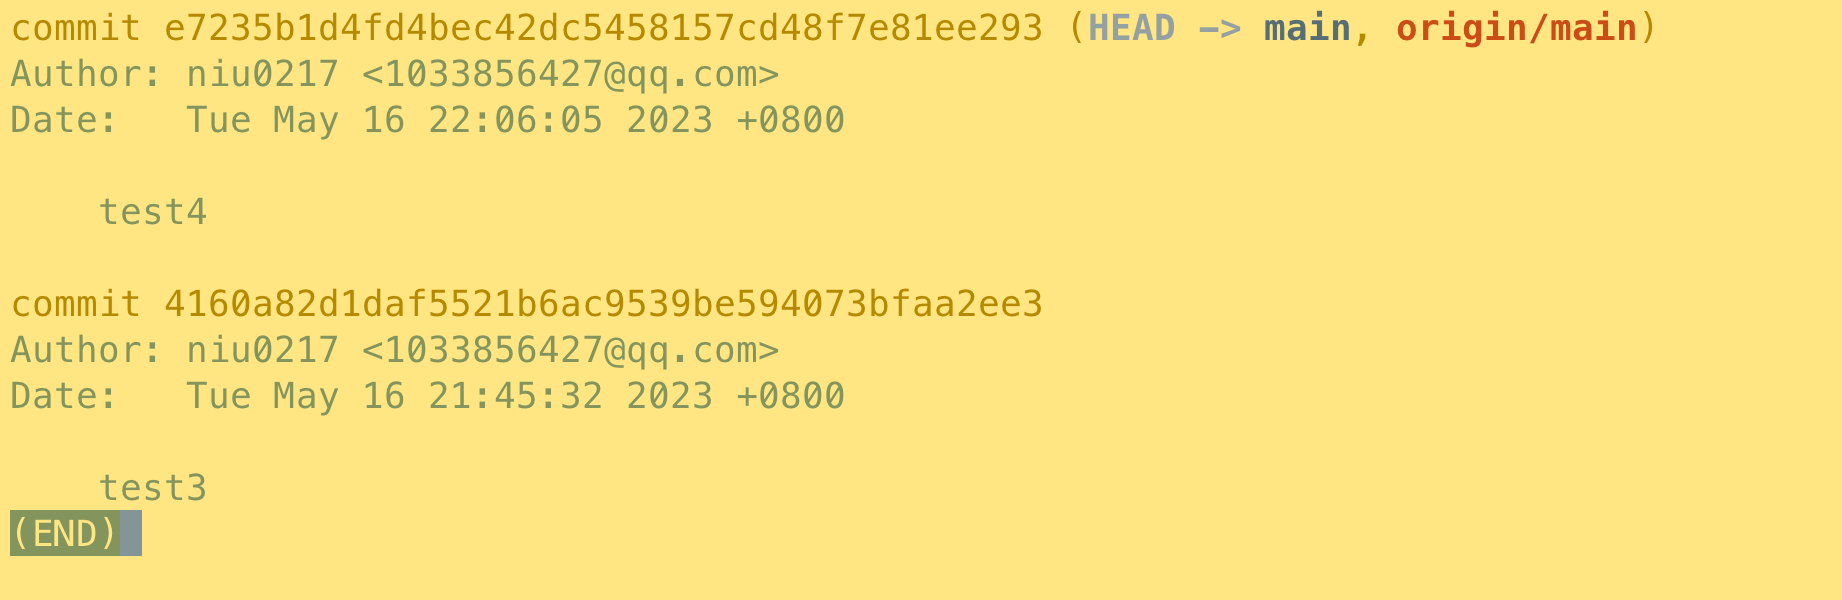 commit e7235b1d4fd4bec42dc5458157cd48f7e81ee293 (HEAD -> main, origin/main)
Author: niu0217 <1033856427@qq.com>
Date:   Tue May 16 22:06:05 2023 +0800
test4
commit 4160a82d1daf5521b6ac9539be594073bfaa2ee3
Author: niu0217 <1033856427@qq.com>
Date:   Tue May 16 21:45:32 2023 +0800
test3
(END)